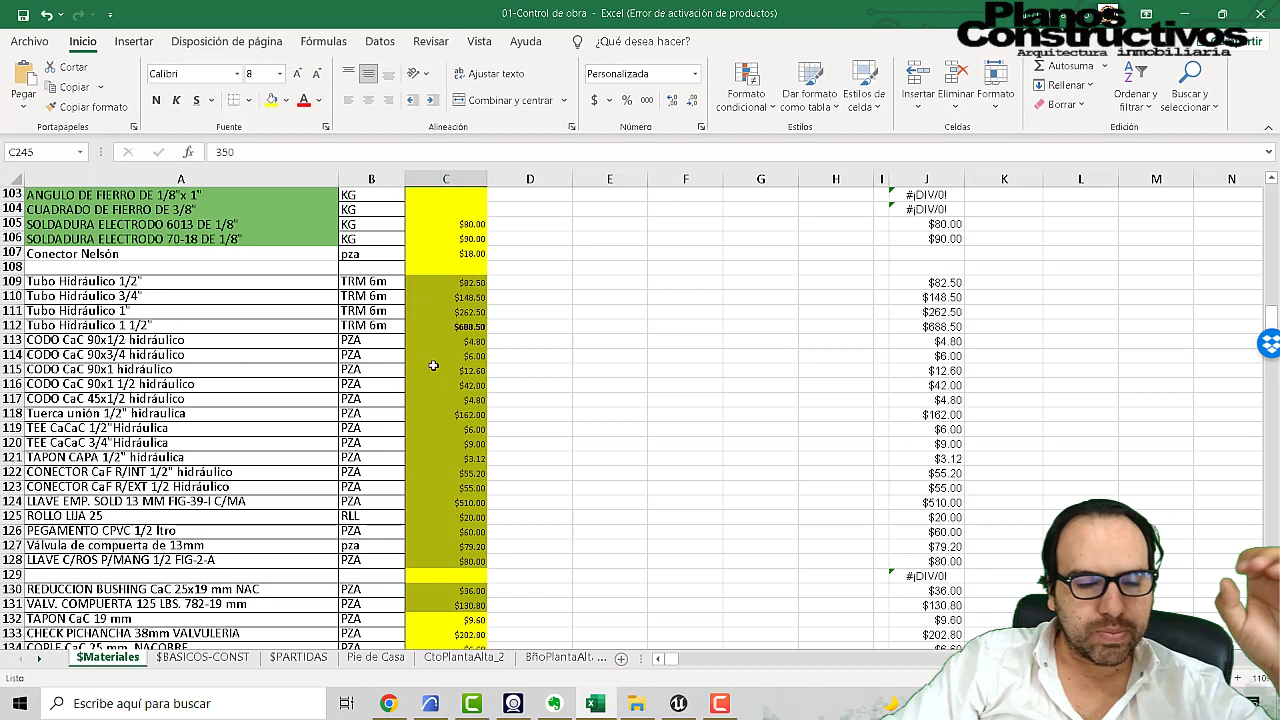 01-Control de obra - Excel (Error de activación de productos)
Planos
Constructivos
Arquitectura inmobiliaria
Archivo Inicio Insertar Disposición de página Fórmulas Datos Revisar Vista Ayuda ¿Qué desea hacer?
Pegar
Cortar
Copiar
Copiar formato
Portapapeles
Calibri 8
N K S
Fuente
Ajustar texto
Combinar y centrar
Alineación
Personalizada
$ % 000
Número
Formato condicional
Dar formato como tabla
Estilos de celda
Estilos
Insertar Eliminar Formato
Celdas
Autosuma
Rellenar
Borrar
Ordenar y filtrar
Buscar y seleccionar
Edición
C245 fx 350
A B C D E F G H I J K L M N
103 ANGULO DE FIERRO DE 1/8"x 1" KG #¡DIV/0!
104 CUADRADO DE FIERRO DE 3/8" KG #¡DIV/0!
105 SOLDADURA ELECTRODO 6013 DE 1/8" KG $80.00 $80.00
106 SOLDADURA ELECTRODO 70-18 DE 1/8" KG $90.00 $90.00
107 Conector Nelsón pza $18.00
108
109 Tubo Hidráulico 1/2" TRM 6m $82.50 $82.50
110 Tubo Hidráulico 3/4" TRM 6m $148.50 $148.50
111 Tubo Hidráulico 1" TRM 6m $262.50 $262.50
112 Tubo Hidráulico 1 1/2" TRM 6m $688.50 $688.50
113 CODO CaC 90x1/2 hidráulico PZA $4.80 $4.80
114 CODO CaC 90x3/4 hidráulico PZA $6.00 $6.00
115 CODO CaC 90x1 hidráulico PZA $12.60 $12.60
116 CODO CaC 90x1 1/2 hidráulico PZA $42.00 $42.00
117 CODO CaC 45x1/2 hidráulico PZA $4.80 $4.80
118 Tuerca unión 1/2" hidraulica PZA $162.00 $162.00
119 TEE CaCaC 1/2"Hidráulica PZA $6.00 $6.00
120 TEE CaCaC 3/4"Hidráulica PZA $9.00 $9.00
121 TAPON CAPA 1/2" hidráulica PZA $3.12 $3.12
122 CONECTOR CaF R/INT 1/2" hidráulico PZA $55.20 $55.20
123 CONECTOR CaF R/EXT 1/2 Hidráulico PZA $55.00 $55.00
124 LLAVE EMP. SOLD 13 MM FIG-39-I C/MA PZA $510.00 $510.00
125 ROLLO LIJA 25 RLL $20.00 $20.00
126 PEGAMENTO CPVC 1/2 ltro PZA $60.00 $60.00
127 Válvula de compuerta de 13mm pza $79.20 $79.20
128 LLAVE C/ROS P/MANG 1/2 FIG-2-A PZA $80.00 $80.00
129 #¡DIV/0!
130 REDUCCION BUSHING CaC 25x19 mm NAC PZA $36.00 $36.00
131 VALV. COMPUERTA 125 LBS. 782-19 mm PZA $130.80 $130.80
132 TAPON CaC 19 mm PZA $9.60 $9.60
133 CHECK PICHANCHA 38mm VALVULERIA PZA $202.00 $202.80
COPLE CaC 25 mm. NACOBRE
$Materiales $BASICOS-CONST $PARTIDAS Pie de Casa CtoPlantaAlta_2 BñoPlantaAlt. ...
Listo
Escribe aquí para buscar